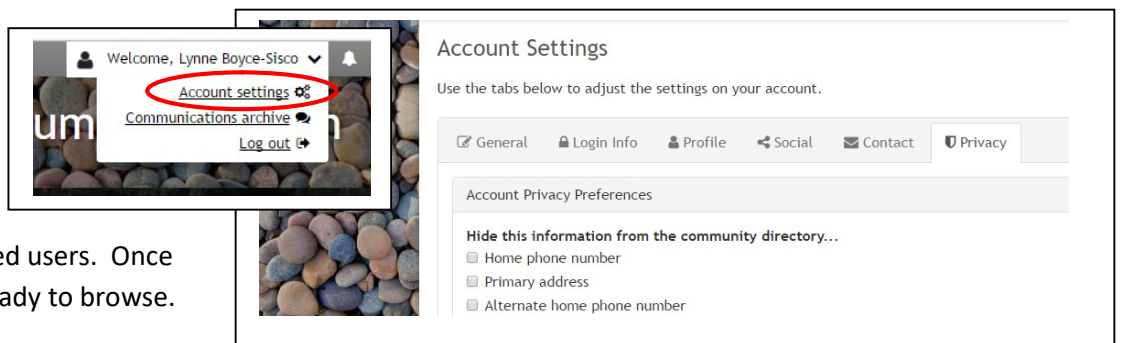 Welcome, Lynne Boyce-Sisco
Account settings
Communications archive
Log out
um
n
ed users.  Once
eady to browse.
Account Settings
Use the tabs below to adjust the settings on your account.
General Login Info Profile Social Contact Privacy
Account Privacy Preferences
Hide this information from the community directory...
Home phone number
Primary address
Alternate home phone number